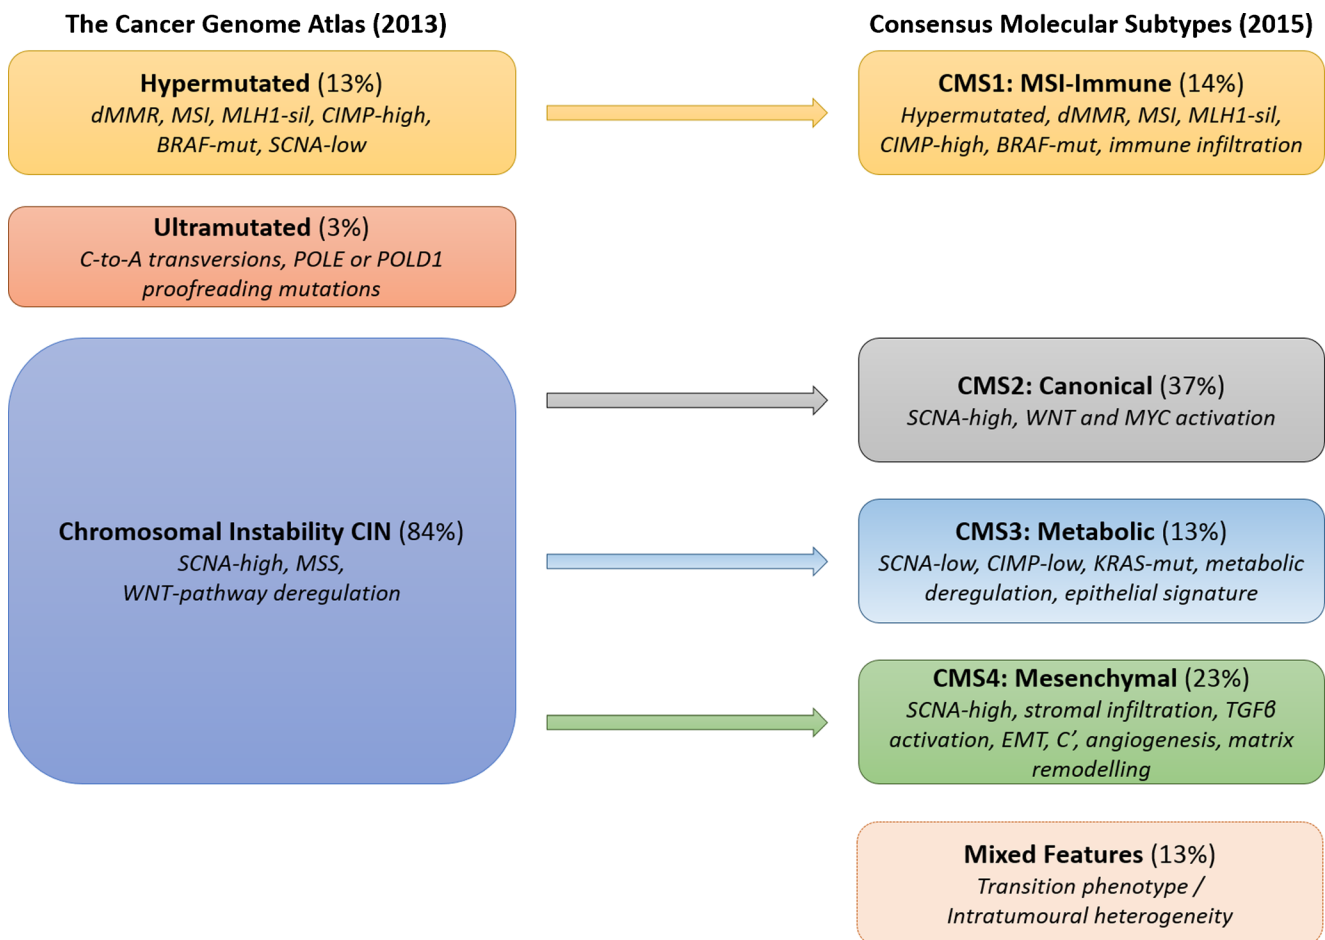 The Cancer Genome Atlas (2013)
Hypermutated (13%)
dMMR, MSI, MLH1-sil, CIMP-high,
BRAF-mut, SCNA-low
Ultramutated (3%)
C-to-A transversions, POLE or POLD1
proofreading mutations
Chromosomal Instability CIN (84%)
SCNA-high, MSS,
WNT-pathway deregulation
Consensus Molecular Subtypes (2015)
CMS1: MSI-Immune (14%)
Hypermutated, dMMR, MSI, MLH1-sil,
CIMP-high, BRAF-mut, immune infiltration
CMS2: Canonical (37%)
SCNA-high, WNT and MYC activation
CMS3: Metabolic (13%)
SCNA-low, CIMP-low, KRAS-mut, metabolic
deregulation, epithelial signature
CMS4: Mesenchymal (23%)
SCNA-high, stromal infiltration, TGFβ
activation, EMT, C’, angiogenesis, matrix
remodelling
Mixed Features (13%)
Transition phenotype /
Intratumoural heterogeneity